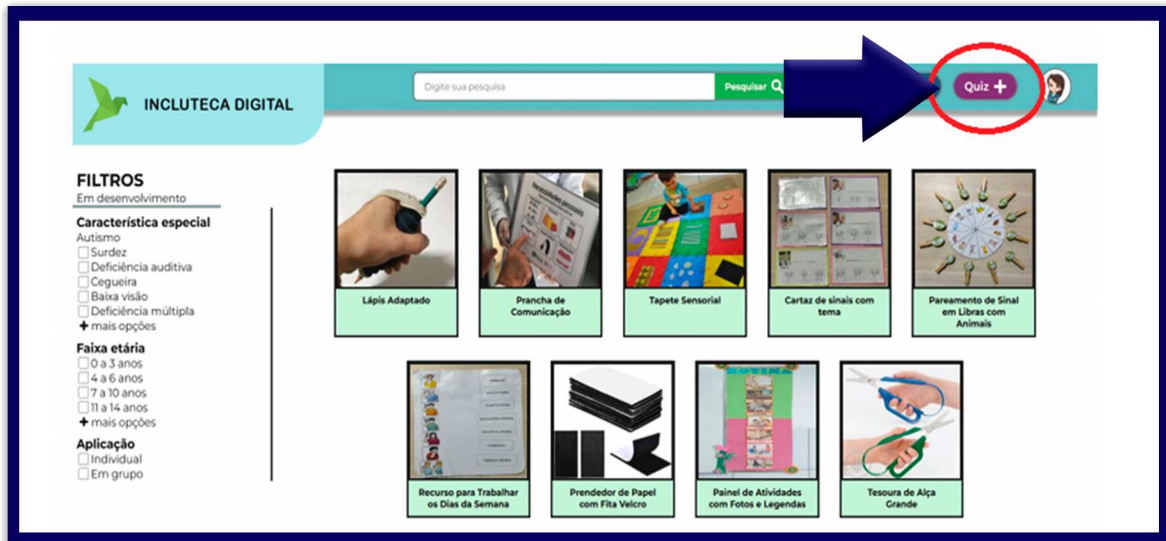 INCLUTECA DIGITAL
Digite sua pesquisa
Pesquisar
Quiz +
FILTROS
Em desenvolvimento
Característica especial
Autismo
Surdez
Deficiência auditiva
Cegueira
Baixa visão
Deficiência múltipla
+ mais opções
Faixa etária
0 a 3 anos
4 a 6 anos
7 a 10 anos
11 a 14 anos
+ mais opções
Aplicação
Individual
Em grupo
Necessidades pessoais
Lápis Adaptado
Prancha de
Comunicação
Tapete Sensorial
Cartaz de sinais com
tema
Pareamento de Sinal
em Libras com
Animais
ROTINA
Recurso para Trabalhar
os Dias da Semana
Prendedor de Papel
com Fita Velcro
Painel de Atividades
com Fotos e Legendas
Tesoura de Alça
Grande